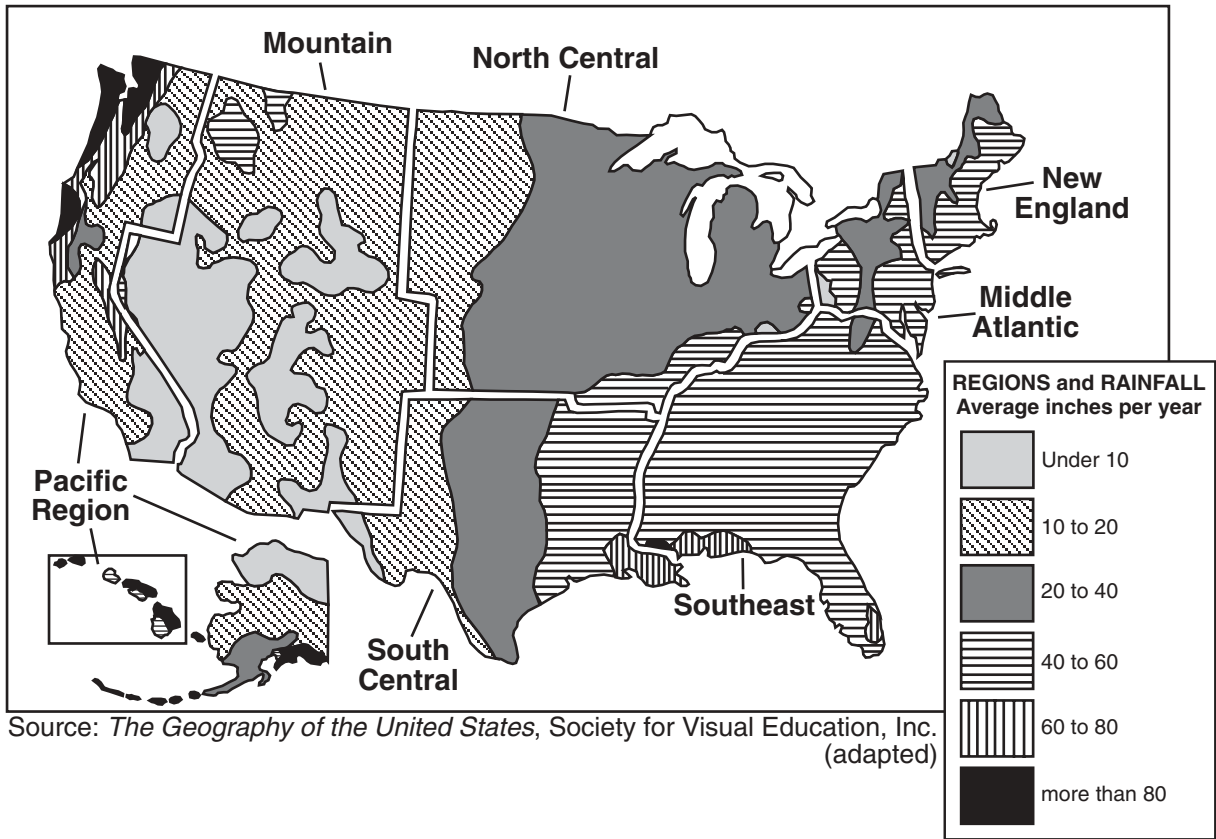 Mountain
North Central
New
England
Middle
Atlantic
REGIONS and RAINFALL
Average inches per year
Under 10
10 to 20
20 to 40
40 to 60
60 to 80
more than 80
Pacific
Region
Southeast
South
Central
Source: The Geography of the United States, Society for Visual Education, Inc.
(adapted)